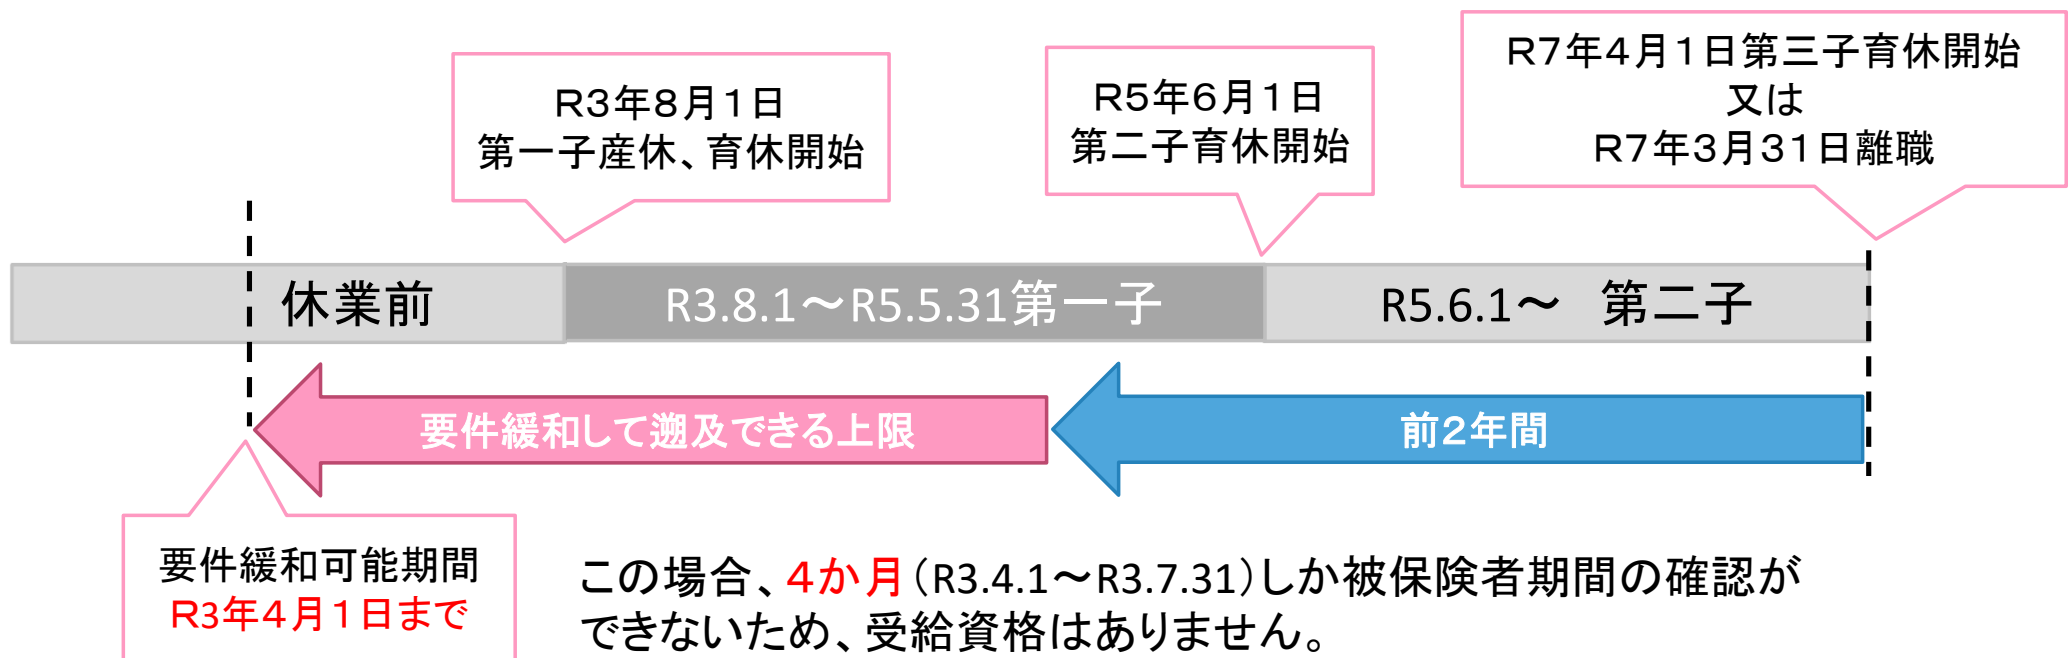 R7年4月1日第三子育休開始
又は
R7年3月31日離職
R3年8月1日
第一子産休、育休開始
R5年6月1日
第二子育休開始
休業前
R3.8.1～R5.5.31第一子
R5.6.1～　第二子
要件緩和して遡及できる上限
前2年間
要件緩和可能期間
R3年4月1日まで
この場合、4か月（R3.4.1～R3.7.31）しか被保険者期間の確認が
できないため、受給資格はありません。